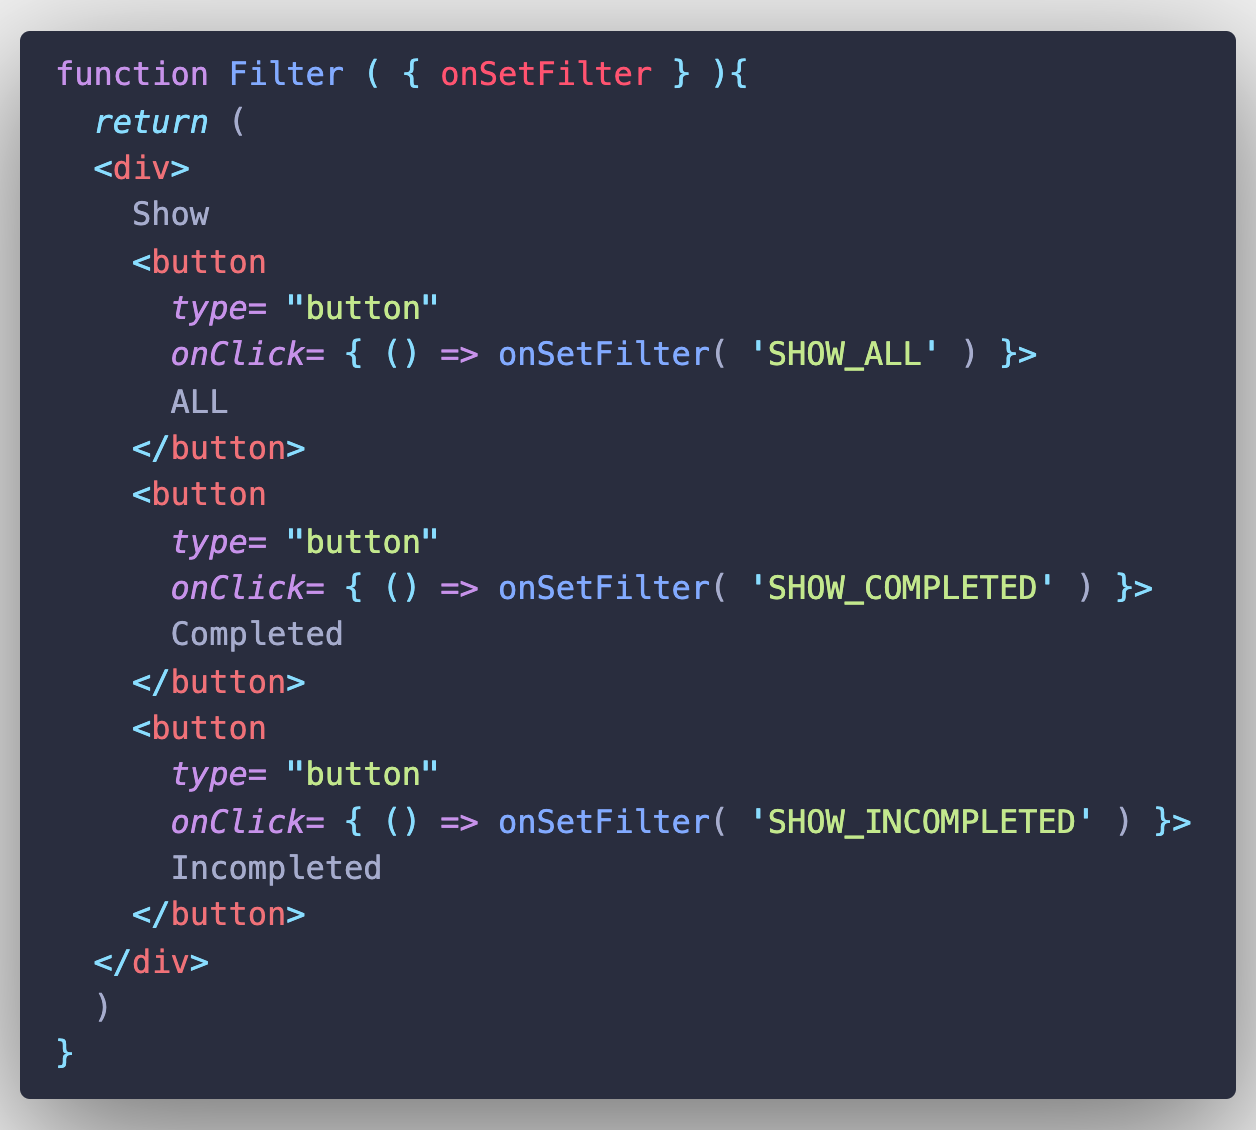 function Filter ( { onSetFilter } ){
  return (
  <div>
    Show
    <button
      type= "button"
      onClick= { () => onSetFilter( 'SHOW_ALL' ) }>
      ALL
    </button>
    <button
      type= "button"
      onClick= { () => onSetFilter( 'SHOW_COMPLETED' ) }>
      Completed
    </button>
    <button
      type= "button"
      onClick= { () => onSetFilter( 'SHOW_INCOMPLETED' ) }>
      Incompleted
    </button>
  </div>
  )
}